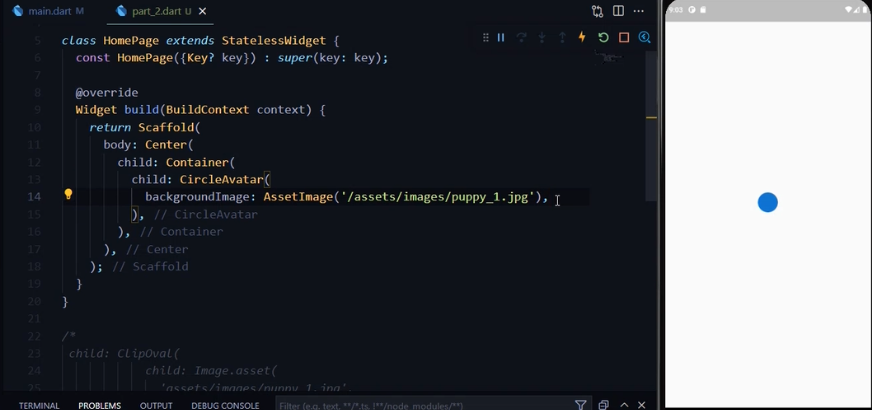 main.dart M
part_2.dart U
5 class HomePage extends StatelessWidget {
6 const HomePage({Key? key}) : super(key: key);
7
8 @override
9 Widget build(BuildContext context) {
10 return Scaffold(
11 body: Center(
12 child: Container(
13 child: CircleAvatar(
14 backgroundImage: AssetImage('/assets/images/puppy_1.jpg'),
15 ), // CircleAvatar
16 ), // Container
17 ), // Center
18 ); // Scaffold
19 }
20 }
21
22 /*
23 child: ClipOval(
24 child: Image.asset(
25 'assets/images/puppy_1.jpg',
TERMINAL PROBLEMS OUTPUT DEBUG CONSOLE Filter (e.g. text, **/*.ts, !**/node_modules/**)
9:03